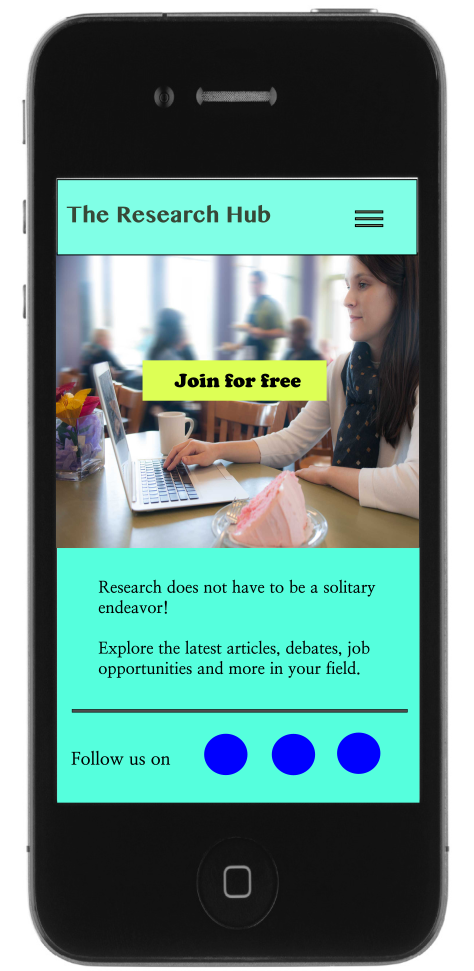 The Research Hub
Join for free
Research does not have to be a solitary
endeavor!
Explore the latest articles, debates, job
opportunities and more in your field.
Follow us on